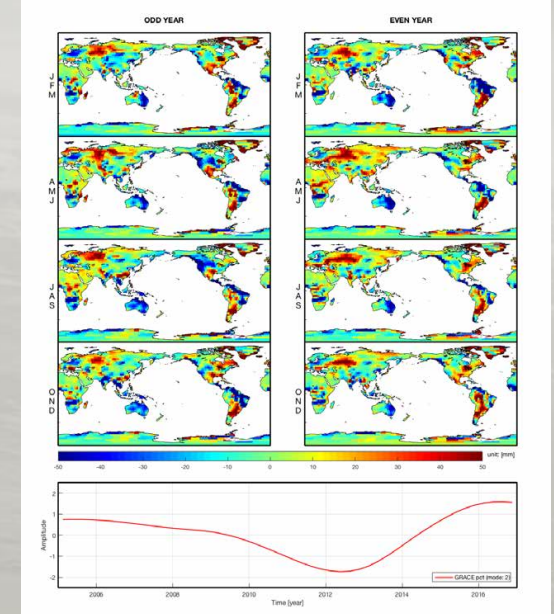 ODD YEAR
EVEN YEAR
J F M
J F M
A M J
A M J
J A S
J A S
O N D
O N D
-50 -40 -30 -20 -10 0 10 20 30 40 50 unit: [mm]
2
1
0
-1
-2
Amplitude
GRACE pct (mode: 2)
2006 2008 2010 2012 2014 2016
Time [year]